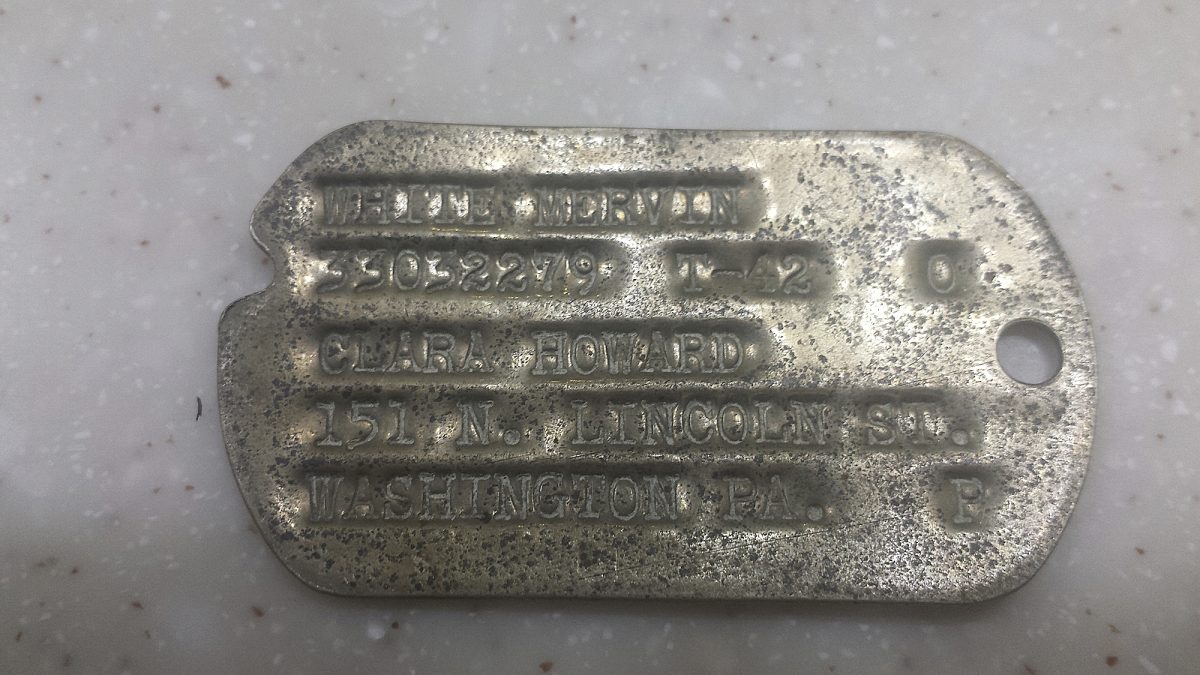 WHITE MERVIN
33032279 T-42 O
CLARA HOWARD
151 N. LINCOLN ST.
WASHINGTON PA. P